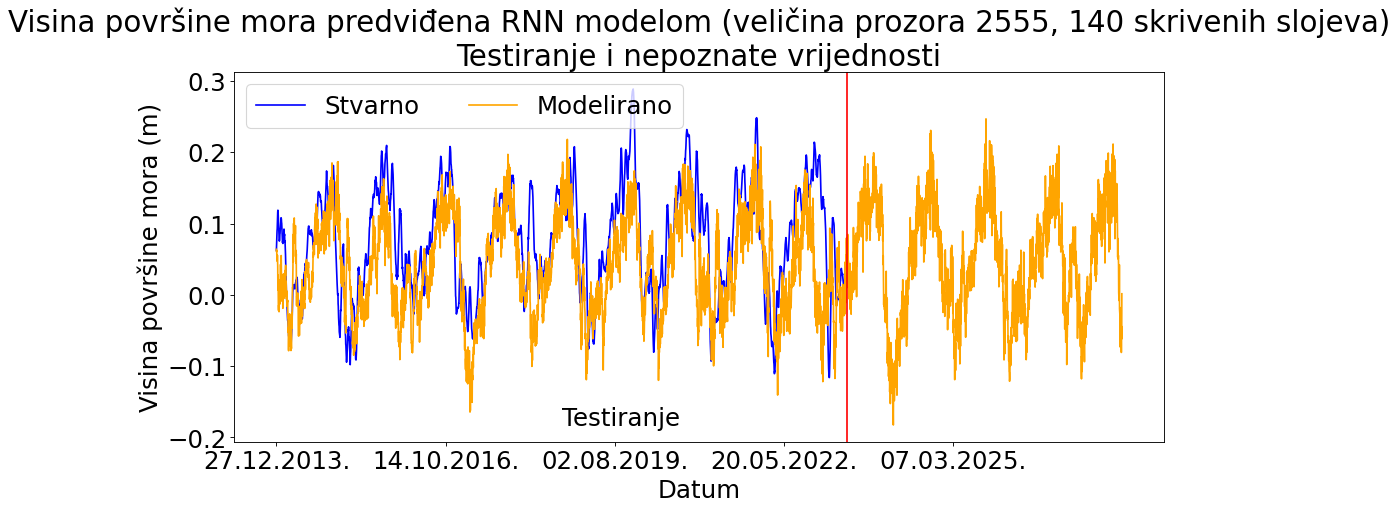 Visina površine mora predviđena RNN modelom (veličina prozora 2555, 140 skrivenih slojeva)
Testiranje i nepoznate vrijednosti
Stvarno
Modelirano
Visina površine mora (m)
0.3
0.2
0.1
0.0
−0.1
−0.2
Testiranje
27.12.2013.
14.10.2016.
02.08.2019.
20.05.2022.
07.03.2025.
Datum